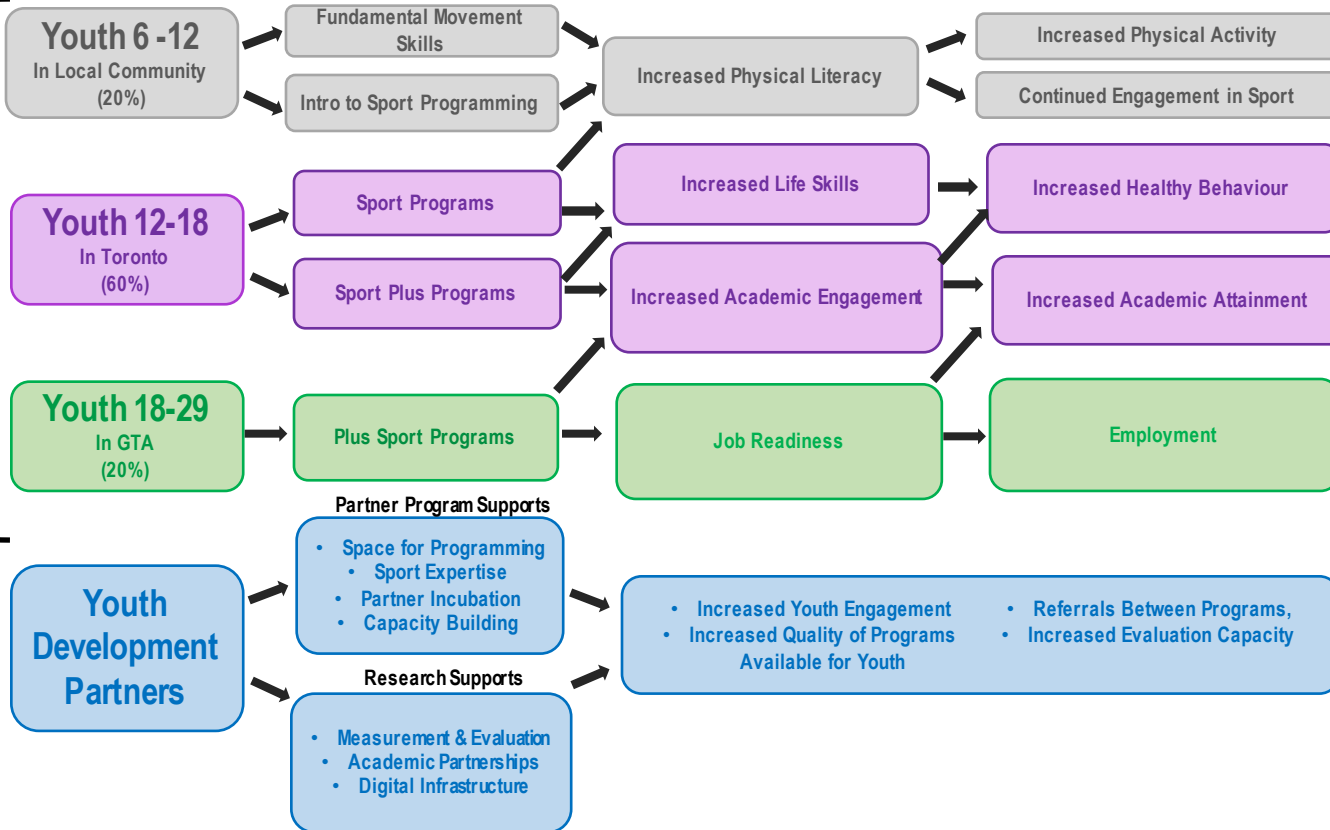 Youth 6 -12
In Local Community
(20%)
Fundamental Movement
Skills
Intro to Sport Programming
Increased Physical Literacy
Increased Physical Activity
Continued Engagement in Sport
Youth 12-18
In Toronto
(60%)
Sport Programs
Sport Plus Programs
Increased Life Skills
Increased Academic Engagement
Increased Healthy Behaviour
Increased Academic Attainment
Youth 18-29
In GTA
(20%)
Plus Sport Programs
Job Readiness
Employment
Youth
Development
Partners
Partner Program Supports
• Space for Programming
• Sport Expertise
• Partner Incubation
• Capacity Building
Research Supports
• Measurement & Evaluation
• Academic Partnerships
• Digital Infrastructure
• Increased Youth Engagement
• Increased Quality of Programs
Available for Youth
• Referrals Between Programs,
• Increased Evaluation Capacity